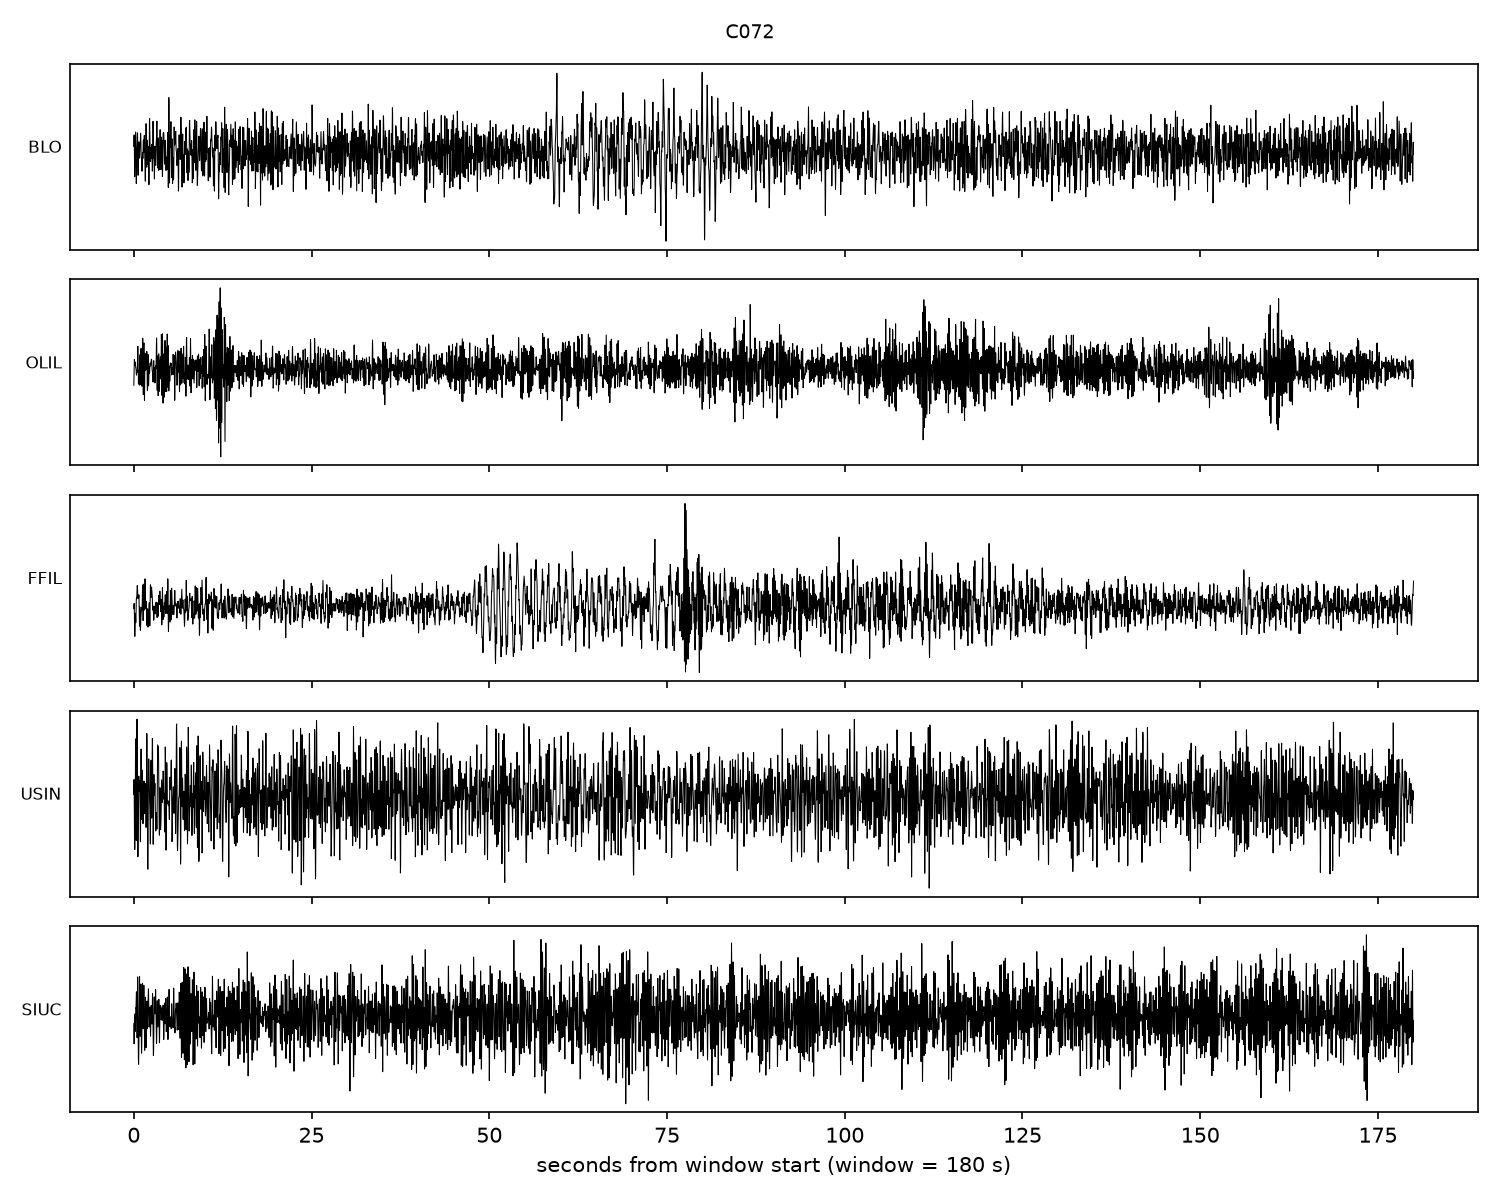 C072
BLO
OLIL
FFIL
USIN
SIUC
0 25 50 75 100 125 150 175
seconds from window start (window = 180 s)